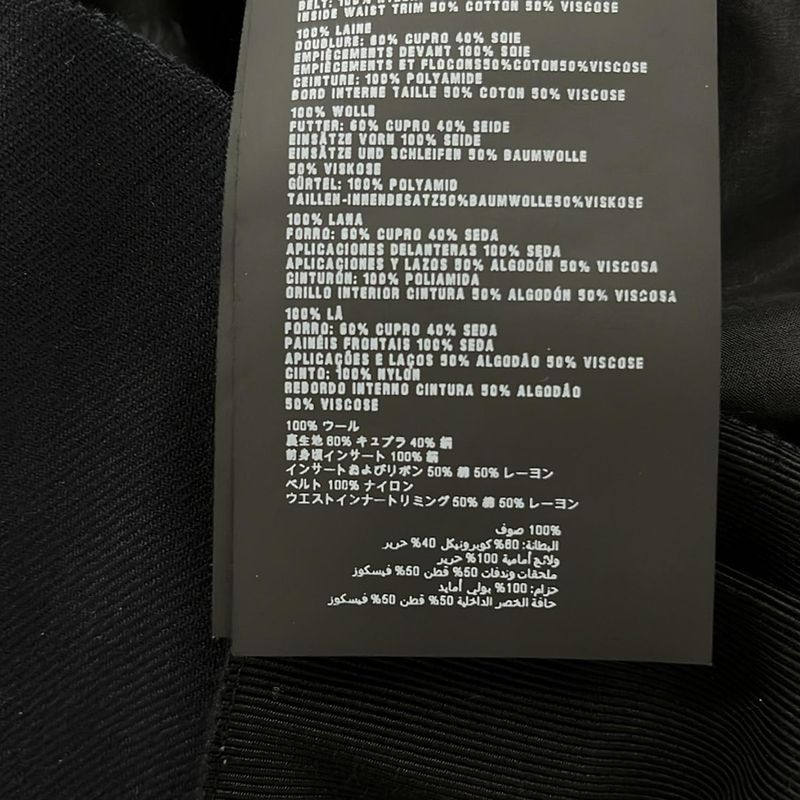 BELT: 100%
INSIDE WAIST TRIM 50% COTTON 50% VISCOSE
100% LAINE
DOUBLURE: 60% CUPRO 40% SOIE
EMPIÈCEMENTS DEVANT 100% SOIE
EMPIÈCEMENTS ET FLOCONS50%COTON50%VISCOSE
CEINTURE: 100% POLYAMIDE
BORD INTERNE TAILLE 50% COTON 50% VISCOSE
100% WOLLE
FUTTER: 60% CUPRO 40% SEIDE
EINSÄTZE VORN 100% SEIDE
EINSÄTZE UND SCHLEIFEN 50% BAUMWOLLE
50% VISKOSE
GÜRTEL: 100% POLYAMID
TAILLEN-INNENBESATZ50%BAUMWOLLE50%VISKOSE
100% LANA
FORRO: 60% CUPRO 40% SEDA
APLICACIONES DELANTERAS 100% SEDA
APLICACIONES Y LAZOS 50% ALGODÓN 50% VISCOSA
CINTURÓN: 100% POLIAMIDA
ORILLO INTERIOR CINTURA 50% ALGODÓN 50% VISCOSA
100% LÃ
FORRO: 60% CUPRO 40% SEDA
PAINÉIS FRONTAIS 100% SEDA
APLICAÇÕES E LAÇOS 50% ALGODÃO 50% VISCOSE
CINTO: 100% NYLON
REBORDO INTERNO CINTURA 50% ALGODÃO
50% VISCOSE
100% ウール
裏生地 60% キュプラ 40% 絹
前身頃インサート 100% 絹
インサートおよびリボン 50% 綿 50% レーヨン
ベルト 100% ナイロン
ウエストインナートリミング 50% 綿 50% レーヨン
100% صوف
البطانة: 60% كوبرونيكل 40% حرير
ولائج أمامية 100% حرير
ملحقات وندفات 50% قطن 50% فيسكوز
حزام: 100% بولي أمايد
حافة الخصر الداخلية 50% قطن 50% فيسكوز